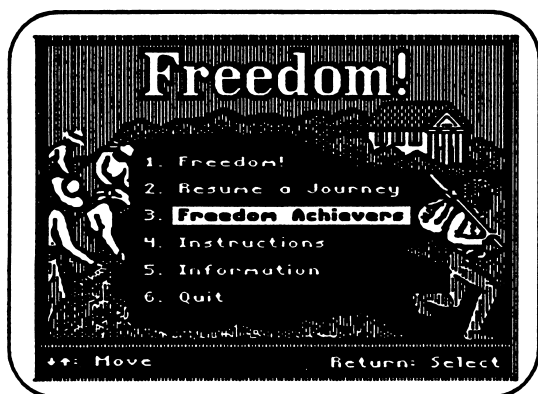 Freedom!
1. Freedom!
2. Resume a Journey
3. Freedom Achievers
4. Instructions
5. Information
6. Quit
↓↑: Move Return: Select